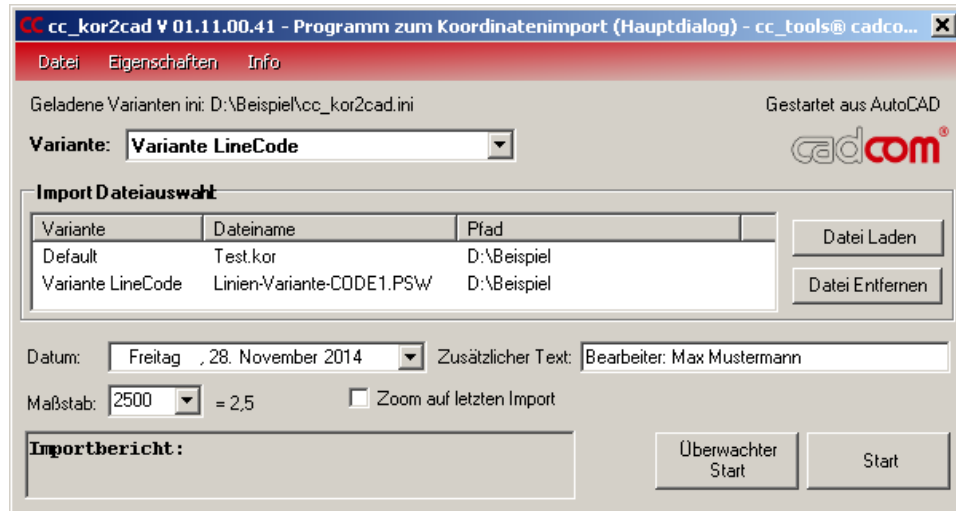 CC cc_kor2cad V 01.11.00.41 - Programm zum Koordinatenimport (Hauptdialog) - cc_tools® cadco...
Datei Eigenschaften Info
Geladene Varianten ini: D:\Beispiel\cc_kor2cad.ini Gestartet aus AutoCAD
Variante: Variante LineCode
cadcom®
Import Dateiauswahl
Variante Dateiname Pfad
Default Test.kor D:\Beispiel
Variante LineCode Linien-Variante-CODE1.PSW D:\Beispiel
Datei Laden
Datei Entfernen
Datum: Freitag , 28. November 2014 Zusätzlicher Text: Bearbeiter: Max Mustermann
Maßstab: 2500 = 2,5 Zoom auf letzten Import
Importbericht:
Überwachter Start
Start